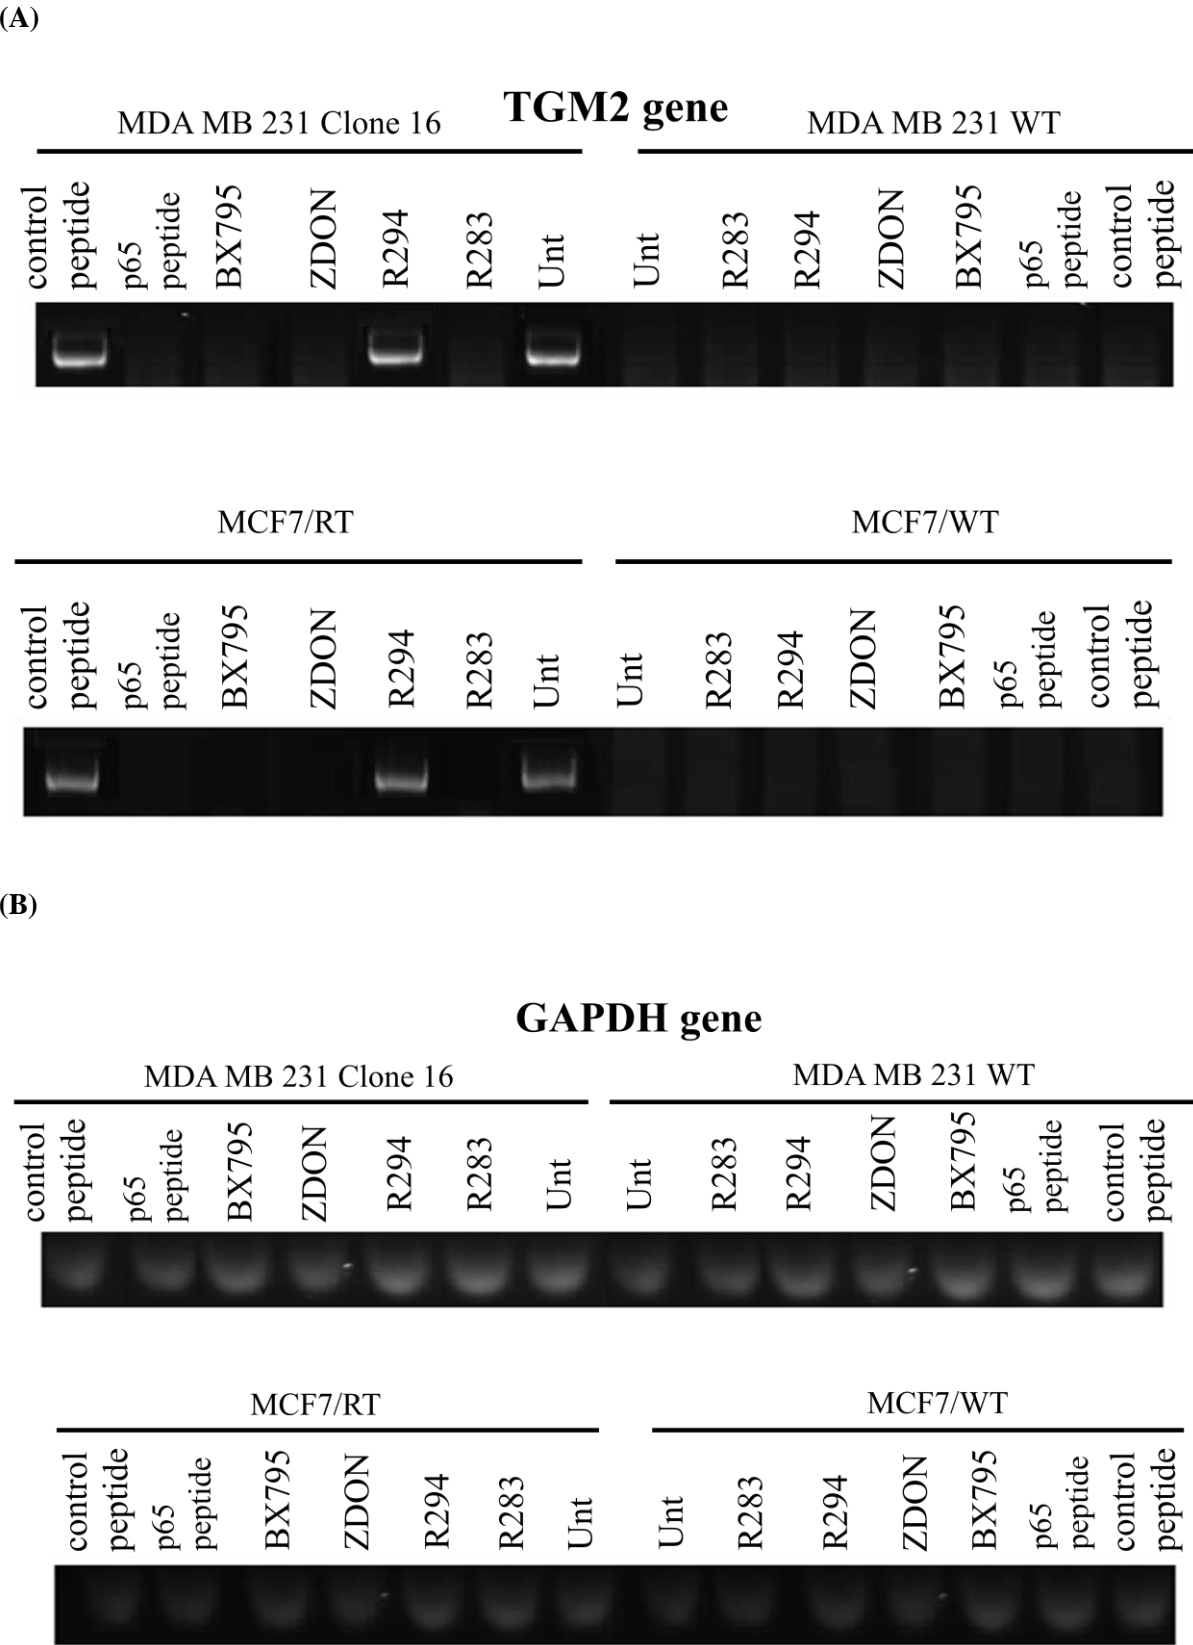 (A)
TGM2 gene
MDA MB 231 Clone 16
MDA MB 231 WT
control
peptide
p65
peptide
BX795
ZDON
R294
R283
Unt
Unt
R283
R294
ZDON
BX795
p65
peptide
control
peptide
MCF7/RT
MCF7/WT
control
peptide
p65
peptide
BX795
ZDON
R294
R283
Unt
Unt
R283
R294
ZDON
BX795
p65
peptide
control
peptide
(B)
GAPDH gene
MDA MB 231 Clone 16
MDA MB 231 WT
control
peptide
p65
peptide
BX795
ZDON
R294
R283
Unt
Unt
R283
R294
ZDON
BX795
p65
peptide
control
peptide
MCF7/RT
MCF7/WT
control
peptide
p65
peptide
BX795
ZDON
R294
R283
Unt
Unt
R283
R294
ZDON
BX795
p65
peptide
control
peptide